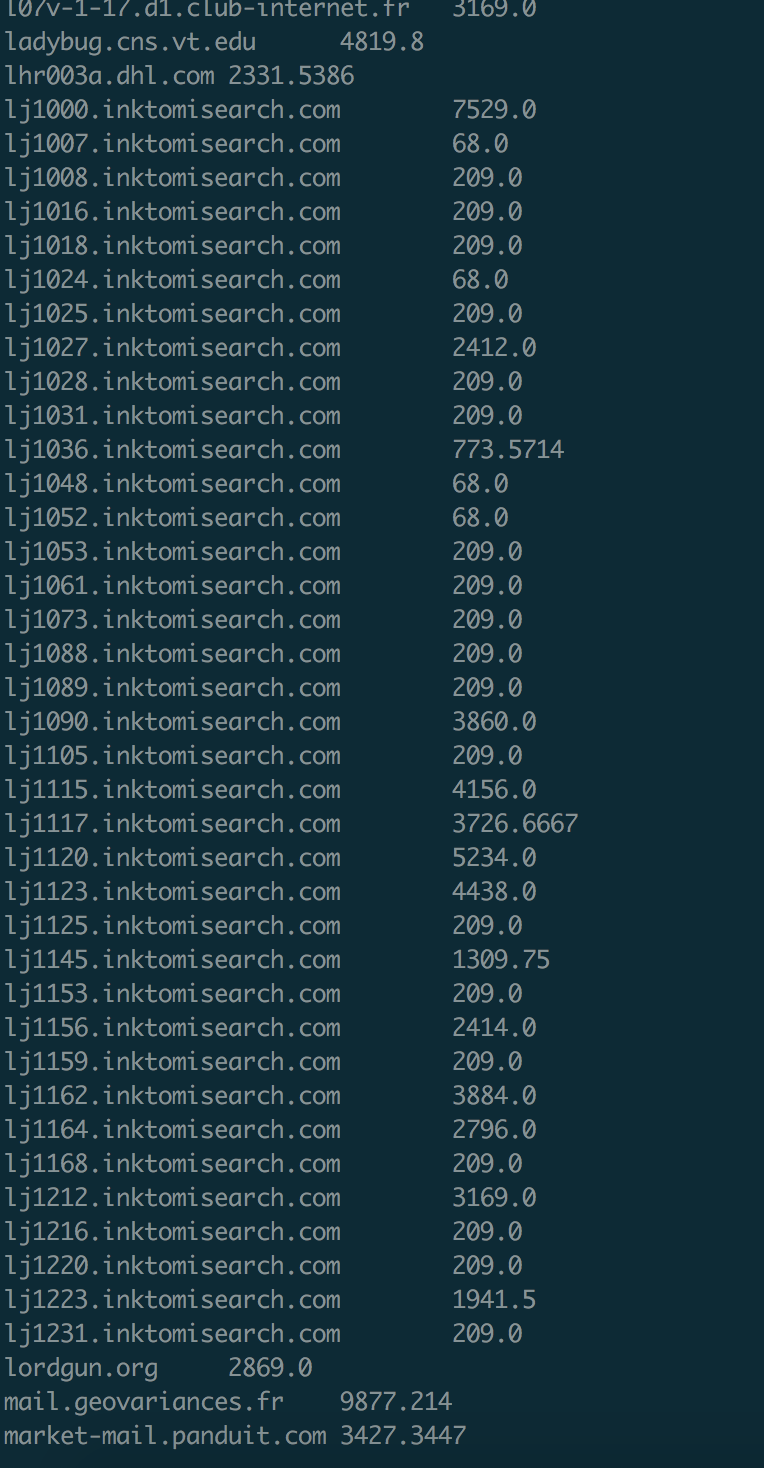 l07v-1-17.d1.club-internet.fr 3169.0
ladybug.cns.vt.edu 4819.8
lhr003a.dhl.com 2331.5386
lj1000.inktomisearch.com 7529.0
lj1007.inktomisearch.com 68.0
lj1008.inktomisearch.com 209.0
lj1016.inktomisearch.com 209.0
lj1018.inktomisearch.com 209.0
lj1024.inktomisearch.com 68.0
lj1025.inktomisearch.com 209.0
lj1027.inktomisearch.com 2412.0
lj1028.inktomisearch.com 209.0
lj1031.inktomisearch.com 209.0
lj1036.inktomisearch.com 773.5714
lj1048.inktomisearch.com 68.0
lj1052.inktomisearch.com 68.0
lj1053.inktomisearch.com 209.0
lj1061.inktomisearch.com 209.0
lj1073.inktomisearch.com 209.0
lj1088.inktomisearch.com 209.0
lj1089.inktomisearch.com 209.0
lj1090.inktomisearch.com 3860.0
lj1105.inktomisearch.com 209.0
lj1115.inktomisearch.com 4156.0
lj1117.inktomisearch.com 3726.6667
lj1120.inktomisearch.com 5234.0
lj1123.inktomisearch.com 4438.0
lj1125.inktomisearch.com 209.0
lj1145.inktomisearch.com 1309.75
lj1153.inktomisearch.com 209.0
lj1156.inktomisearch.com 2414.0
lj1159.inktomisearch.com 209.0
lj1162.inktomisearch.com 3884.0
lj1164.inktomisearch.com 2796.0
lj1168.inktomisearch.com 209.0
lj1212.inktomisearch.com 3169.0
lj1216.inktomisearch.com 209.0
lj1220.inktomisearch.com 209.0
lj1223.inktomisearch.com 1941.5
lj1231.inktomisearch.com 209.0
lordgun.org 2869.0
mail.geovariances.fr 9877.214
market-mail.panduit.com 3427.3447